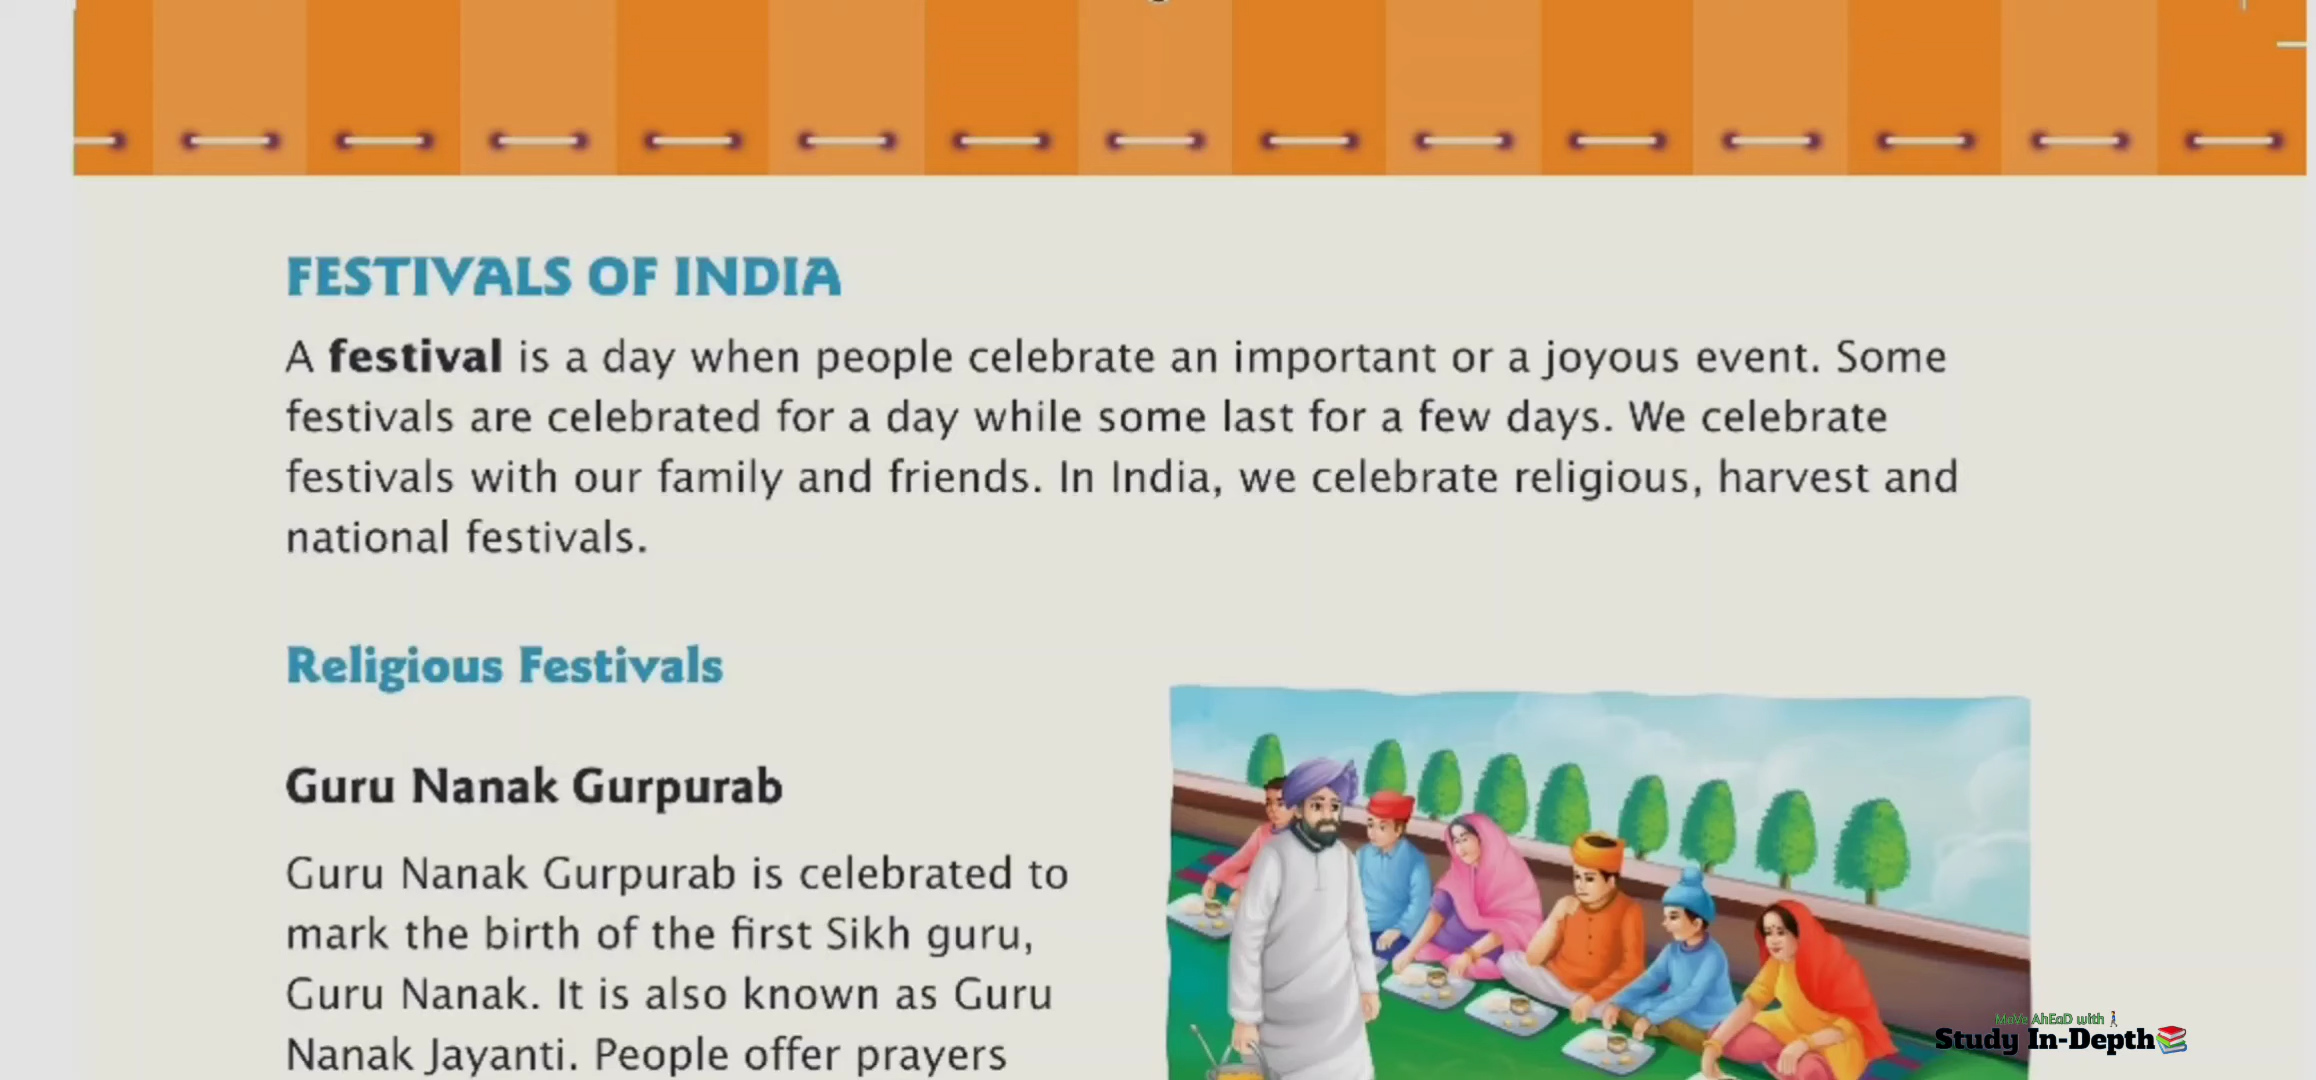 FESTIVALS OF INDIA
A festival is a day when people celebrate an important or a joyous event. Some
festivals are celebrated for a day while some last for a few days. We celebrate
festivals with our family and friends. In India, we celebrate religious, harvest and
national festivals.
Religious Festivals
Guru Nanak Gurpurab
Guru Nanak Gurpurab is celebrated to
mark the birth of the first Sikh guru,
Guru Nanak. It is also known as Guru
Nanak Jayanti. People offer prayers
MoVe AhEaD with
Study In-Depth